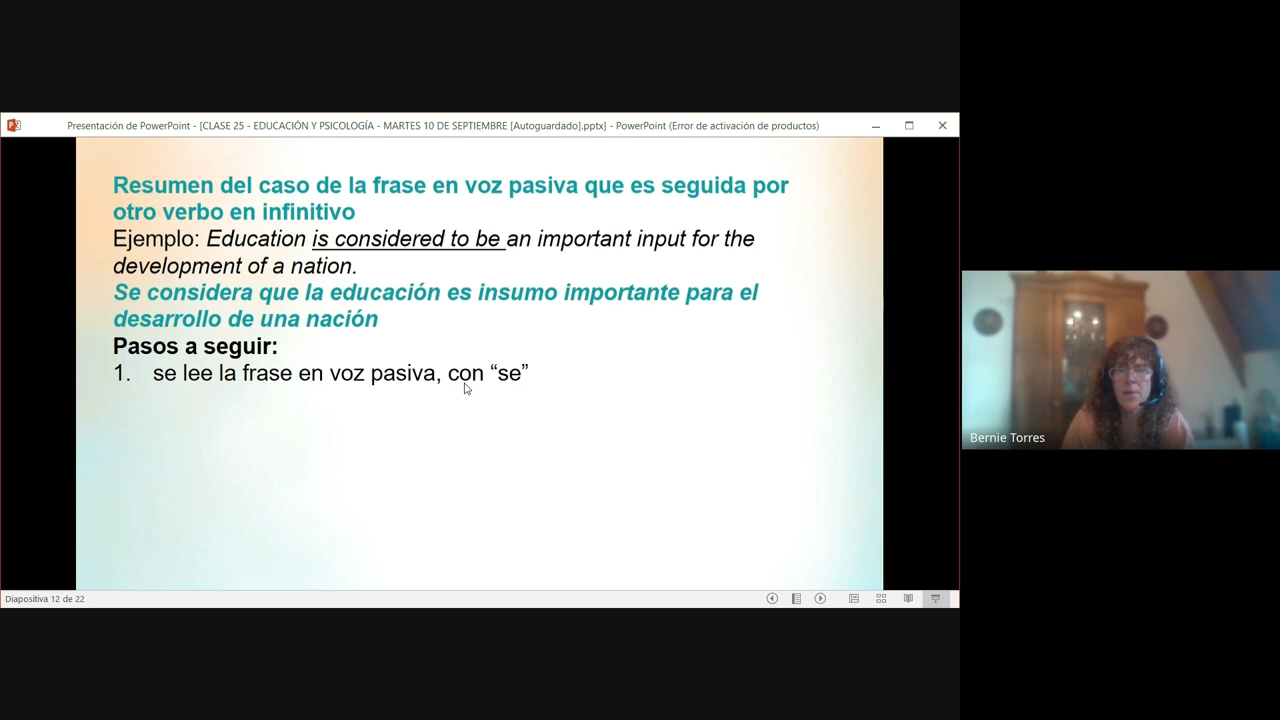 Presentación de PowerPoint - [CLASE 25 - EDUCACIÓN Y PSICOLOGÍA - MARTES 10 DE SEPTIEMBRE [Autoguardado].pptx] - PowerPoint (Error de activación de productos)
Resumen del caso de la frase en voz pasiva que es seguida por
otro verbo en infinitivo
Ejemplo: Education is considered to be an important input for the
development of a nation.
Se considera que la educación es insumo importante para el
desarrollo de una nación
Pasos a seguir:
1. se lee la frase en voz pasiva, con “se”
Bernie Torres
Diapositiva 12 de 22